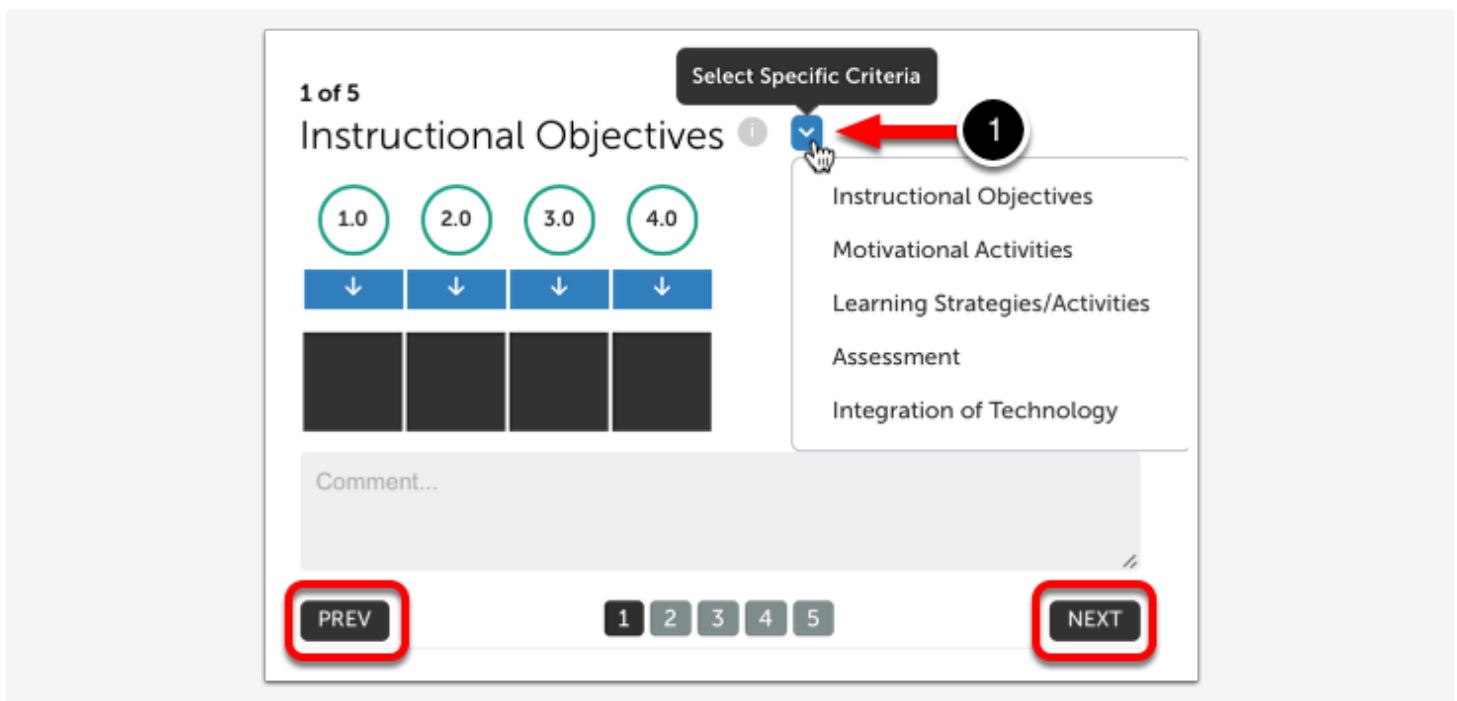 Select Specific Criteria
1 of 5
Instructional Objectives i
1
Instructional Objectives
1.0 2.0 3.0 4.0
Motivational Activities
Learning Strategies/Activities
Assessment
Integration of Technology
Comment...
PREV 1 2 3 4 5 NEXT